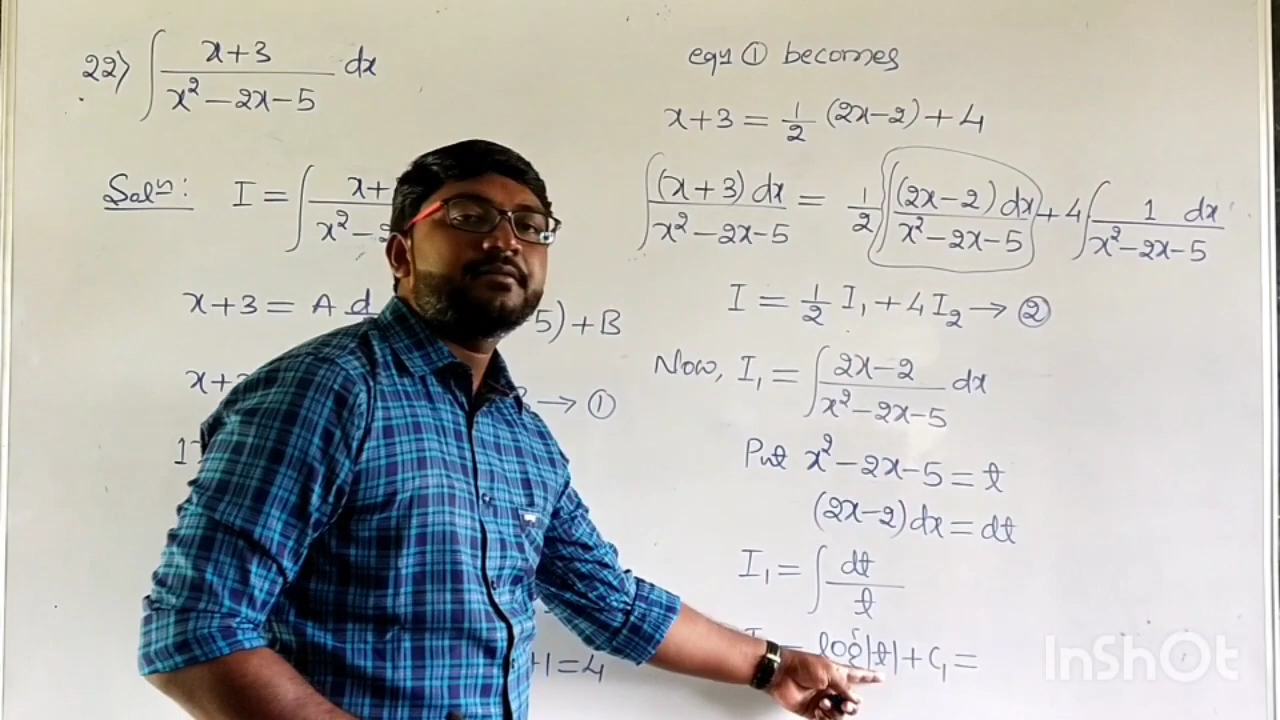 22) ∫ x+3 / x² − 2x − 5 dx
Solⁿ: I = ∫ x+ / x² − 2
x+3 = A d 5) + B
x+ → ①
1
+1 = 4
eqn ① becomes
x+3 = 1/2 (2x−2) + 4
∫ (x+3) dx / x² − 2x − 5 = 1/2 ∫ (2x−2) dx / x² − 2x − 5 + 4 ∫ 1 dx / x² − 2x − 5
I = 1/2 I₁ + 4 I₂ → ②
Now, I₁ = ∫ 2x−2 / x² − 2x − 5 dx
Put x² − 2x − 5 = t
(2x−2) dx = dt
I₁ = ∫ dt / t
= log |t| + C₁ =
InShOt